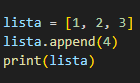 lista = [1, 2, 3]
lista.append(4)
print(lista)